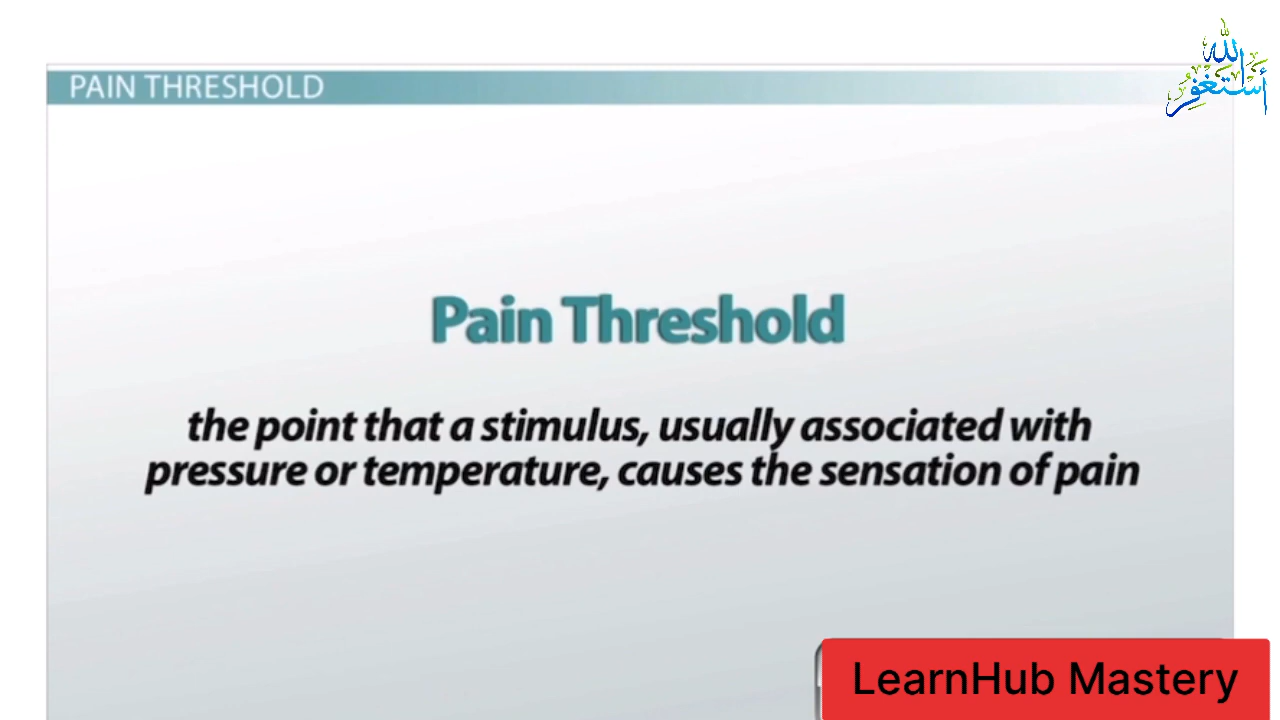 PAIN THRESHOLD
أستغفر الله
Pain Threshold
the point that a stimulus, usually associated with
pressure or temperature, causes the sensation of pain
LearnHub Mastery